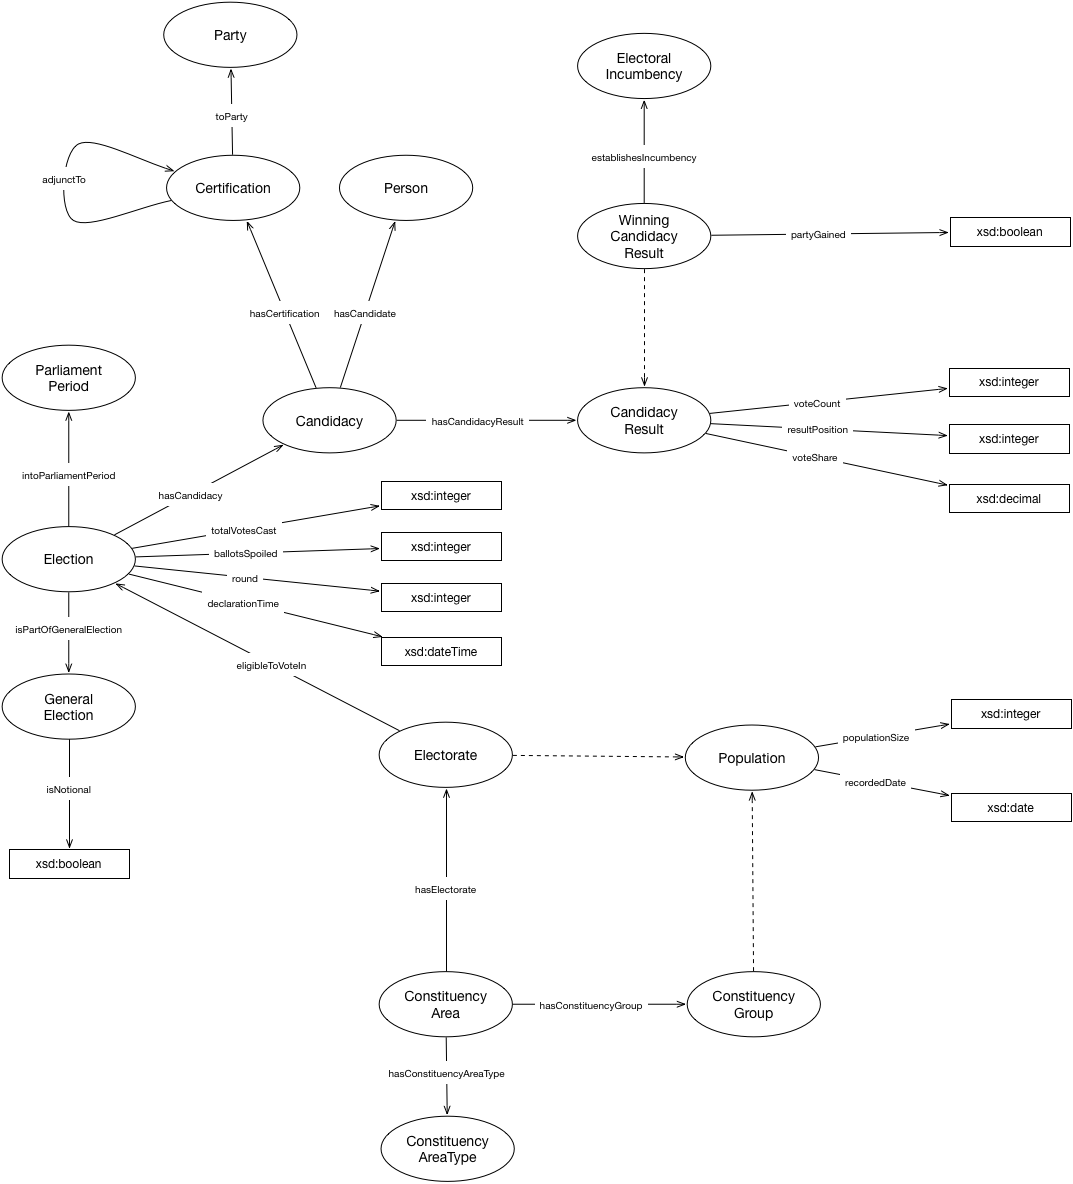 Party
Electoral
Incumbency
toParty
establishesIncumbency
adjunctTo
Certification
Person
Winning
Candidacy
Result
partyGained
xsd:boolean
hasCertification
hasCandidate
Parliament
Period
Candidacy
hasCandidacyResult
Candidacy
Result
voteCount
xsd:integer
resultPosition
xsd:integer
voteShare
xsd:decimal
intoParliamentPeriod
hasCandidacy
xsd:integer
totalVotesCast
Election
ballotsSpoiled
xsd:integer
round
xsd:integer
declarationTime
xsd:dateTime
isPartOfGeneralElection
eligibleToVoteIn
General
Election
Electorate
Population
populationSize
xsd:integer
recordedDate
xsd:date
isNotional
xsd:boolean
hasElectorate
Constituency
Area
hasConstituencyGroup
Constituency
Group
hasConstituencyAreaType
Constituency
AreaType